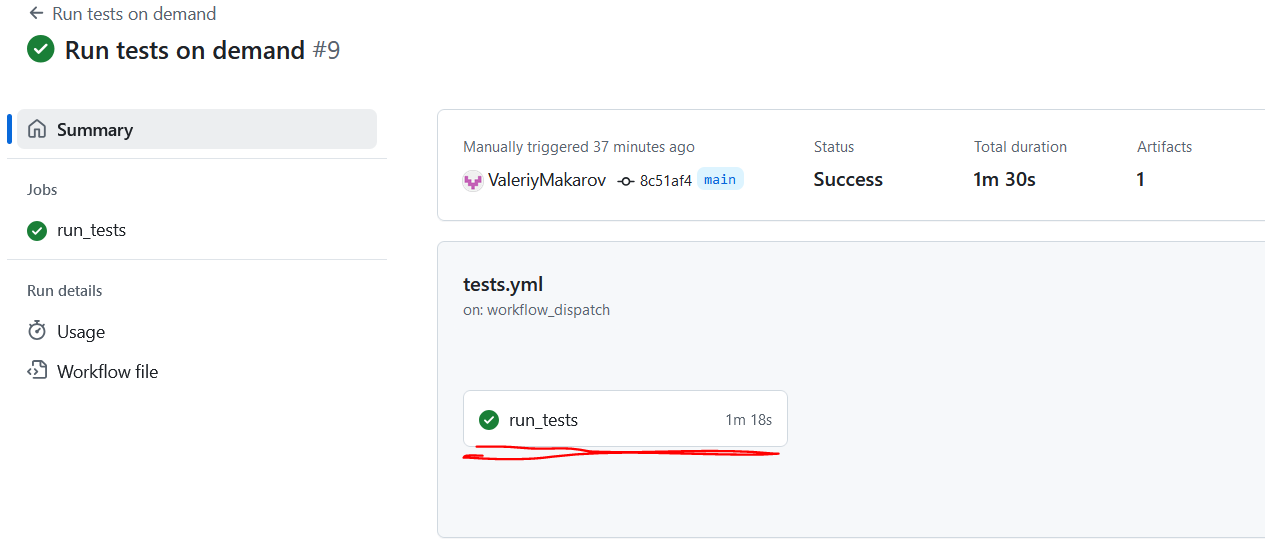 Run tests on demand
Run tests on demand #9
Summary
Jobs
run_tests
Run details
Usage
Workflow file
Manually triggered 37 minutes ago
ValeriyMakarov 8c51af4 main
Status
Success
Total duration
1m 30s
Artifacts
1
tests.yml
on: workflow_dispatch
run_tests 1m 18s